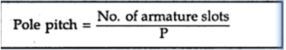 Pole pitch = No. of armature slots / P